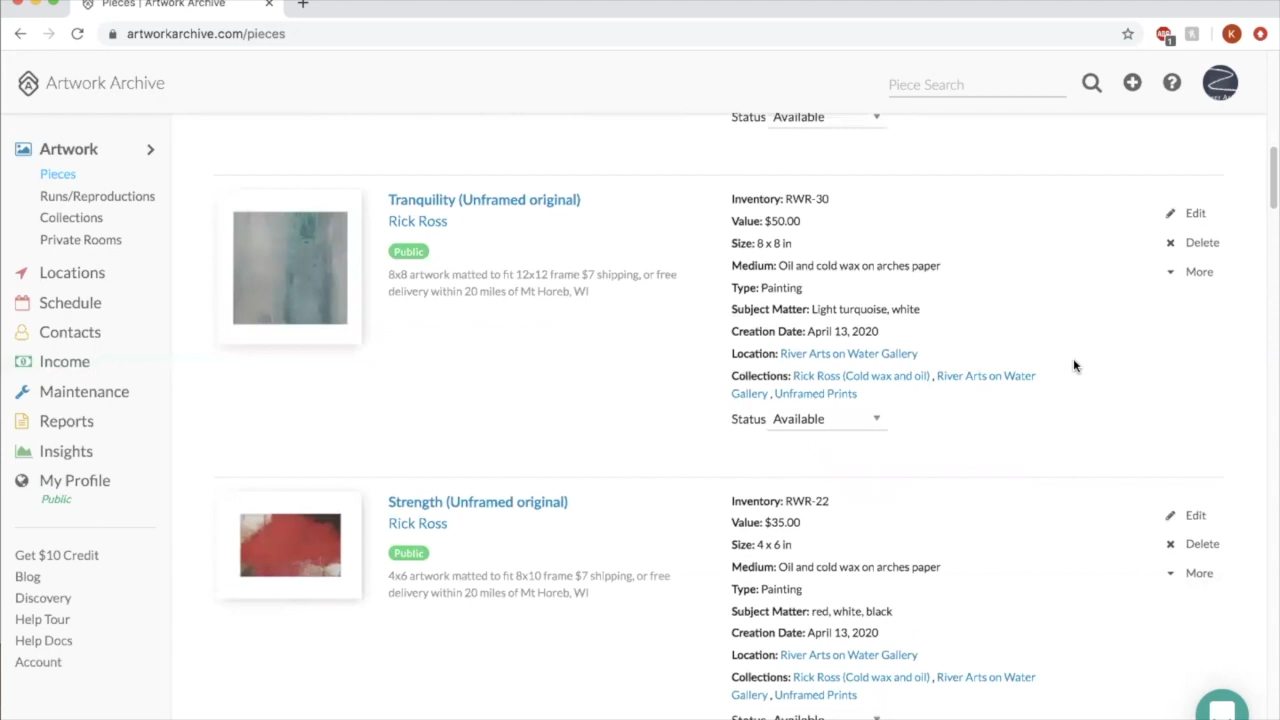 Pieces | Artwork Archive
artworkarchive.com/pieces
ABP
1
K
Artwork Archive
Piece Search
Artwork
Pieces
Runs/Reproductions
Collections
Private Rooms
Locations
Schedule
Contacts
Income
Maintenance
Reports
Insights
My Profile
Public
Get $10 Credit
Blog
Discovery
Help Tour
Help Docs
Account
Status Available
Tranquility (Unframed original)
Rick Ross
Public
8x8 artwork matted to fit 12x12 frame $7 shipping, or free
delivery within 20 miles of Mt Horeb, WI
Inventory: RWR-30
Value: $50.00
Size: 8 x 8 in
Medium: Oil and cold wax on arches paper
Type: Painting
Subject Matter: Light turquoise, white
Creation Date: April 13, 2020
Location: River Arts on Water Gallery
Collections: Rick Ross (Cold wax and oil) , River Arts on Water
Gallery , Unframed Prints
Status Available
Edit
Delete
More
Strength (Unframed original)
Rick Ross
Public
4x6 artwork matted to fit 8x10 frame $7 shipping, or free
delivery within 20 miles of Mt Horeb, WI
Inventory: RWR-22
Value: $35.00
Size: 4 x 6 in
Medium: Oil and cold wax on arches paper
Type: Painting
Subject Matter: red, white, black
Creation Date: April 13, 2020
Location: River Arts on Water Gallery
Collections: Rick Ross (Cold wax and oil) , River Arts on Water
Gallery , Unframed Prints
Status Available
Edit
Delete
More